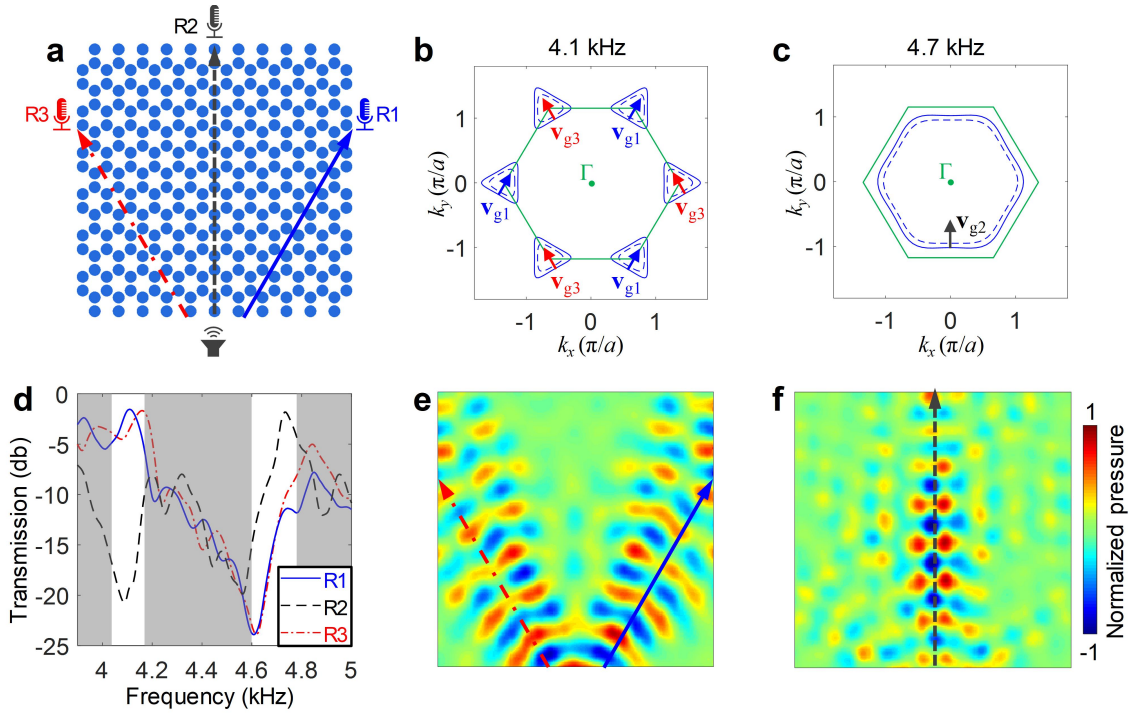 a
R2
R3
R1
b
4.1 kHz
1
0
-1
k_y (π/a)
v_g3
v_g1
Γ
v_g1
v_g3
v_g3
v_g1
-1
0
1
k_x (π/a)
c
4.7 kHz
1
0
-1
k_y (π/a)
Γ
v_g2
-1
0
1
k_x (π/a)
d
0
-5
-10
-15
-20
-25
Transmission (db)
R1
R2
R3
4
4.2
4.4
4.6
4.8
5
Frequency (kHz)
e
f
1
Normalized pressure
-1